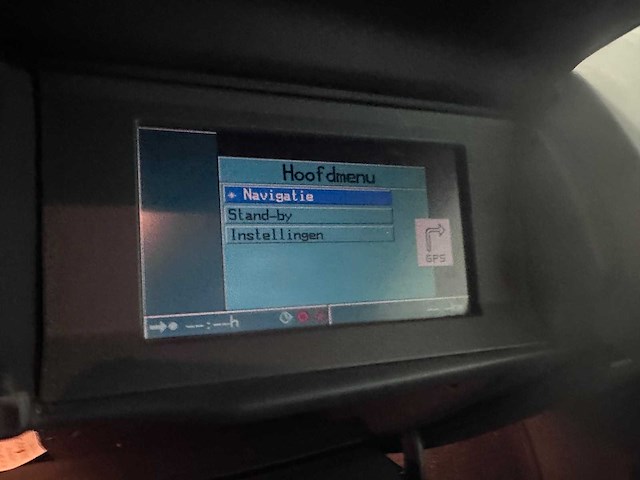 Hoofdmenu
Navigatie
Stand-by
Instellingen
GPS
--:--h